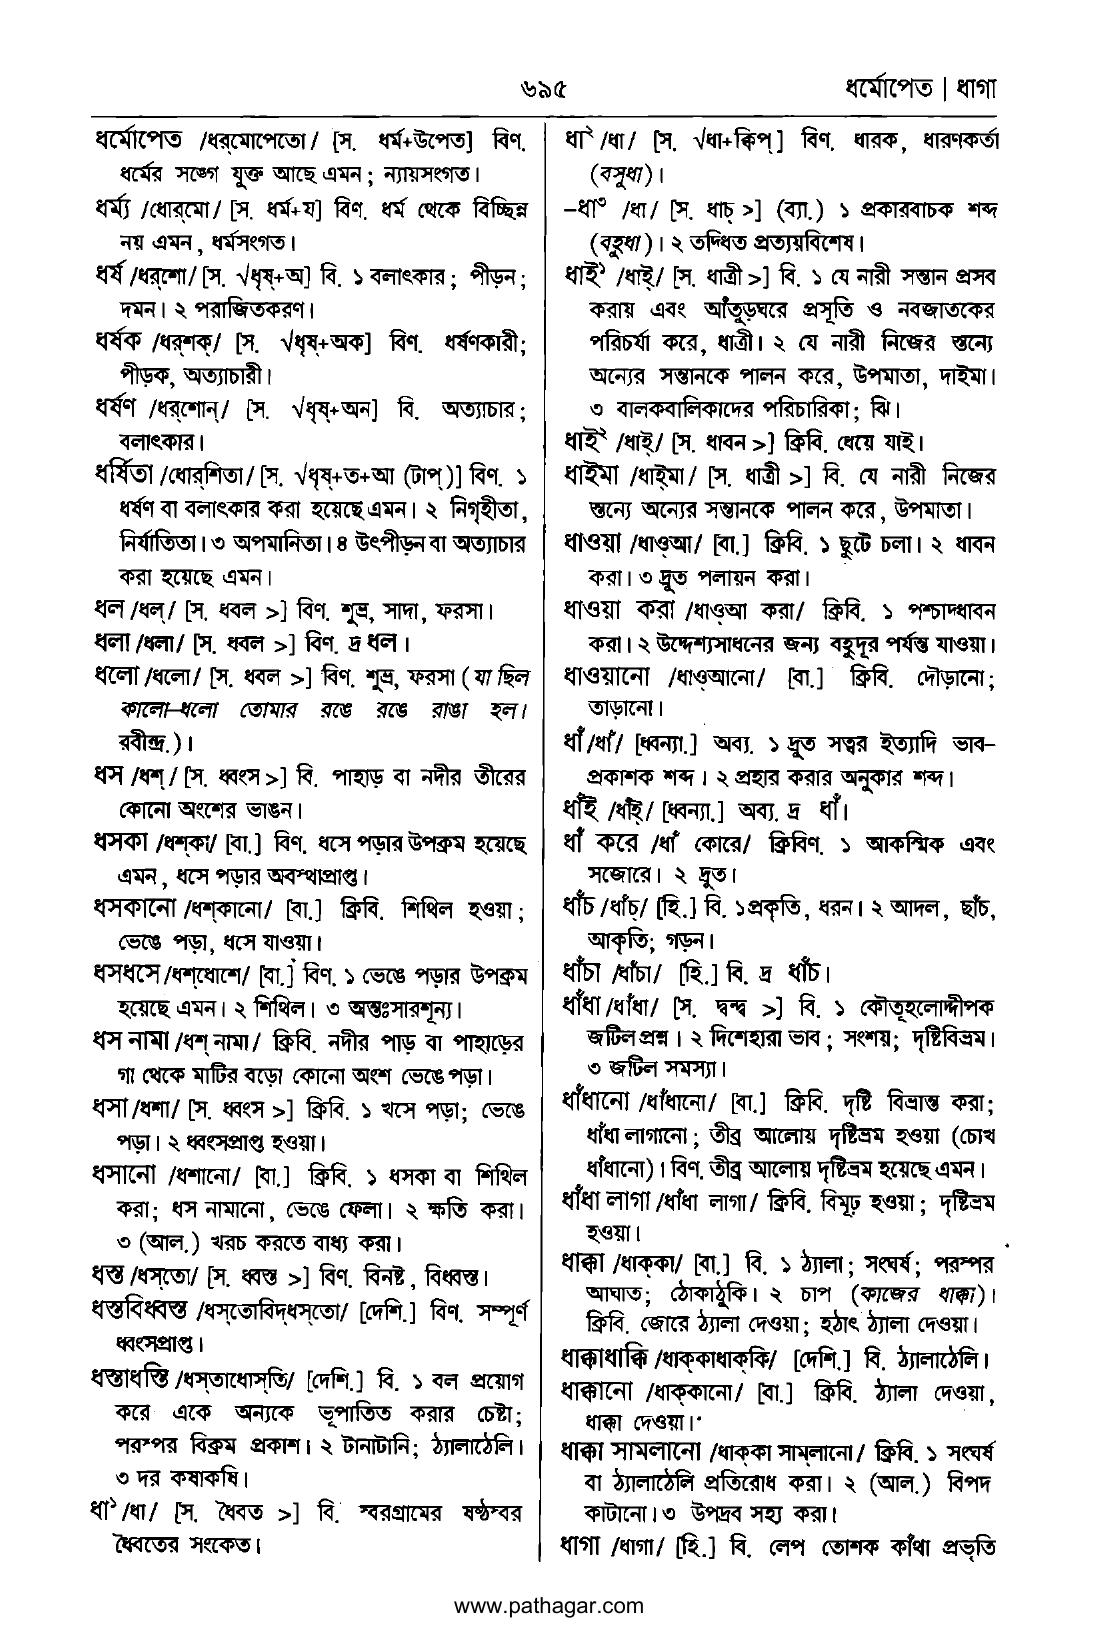 ৬৯৫
ধর্মোপেত | ধাগা
ধর্মোপেত /ধর্‌মোপেতো/ [স. ধর্ম+উপেত] বিণ.
ধর্মের সঙ্গে যুক্ত আছে এমন; ন্যায়সংগত।
ধর্ম্য /ধোর্‌মো/ [স. ধর্ম+য] বিণ. ধর্ম থেকে বিচ্ছিন্ন
নয় এমন, ধর্মসংগত।
ধর্ষ /ধর্‌শো/ [স. √ধৃষ্+অ] বি. ১ বলাৎকার; পীড়ন;
দমন। ২ পরাজিতকরণ।
ধর্ষক /ধর্‌শক্/ [স. √ধৃষ্+অক] বিণ. ধর্ষণকারী;
পীড়ক, অত্যাচারী।
ধর্ষণ /ধর্‌শোন্/ [স. √ধৃষ্+অন] বি. অত্যাচার;
বলাৎকার।
ধর্ষিতা /ধোর্‌শিতা/ [স. √ধৃষ্+ত+আ (টাপ্)] বিণ. ১
ধর্ষণ বা বলাৎকার করা হয়েছে এমন। ২ নিগৃহীতা,
নির্যাতিতা। ৩ অপমানিতা। ৪ উৎপীড়ন বা অত্যাচার
করা হয়েছে এমন।
ধল /ধল্/ [স. ধবল >] বিণ. শুভ্র, সাদা, ফরসা।
ধলা /ধলা/ [স. ধবল >] বিণ. দ্র ধল।
ধলো /ধলো/ [স. ধবল >] বিণ. শুভ্র, ফরসা (যা ছিল
কালো-ধলো তোমার রঙে রঙে রাঙা হল।
রবীন্দ্র.)।
ধস /ধশ্/ [স. ধ্বংস >] বি. পাহাড় বা নদীর তীরের
কোনো অংশের ভাঙন।
ধসকা /ধশ্‌কা/ [বা.] বিণ. ধসে পড়ার উপক্রম হয়েছে
এমন, ধসে পড়ার অবস্থাপ্রাপ্ত।
ধসকানো /ধশ্‌কানো/ [বা.] ক্রিবি. শিথিল হওয়া;
ভেঙে পড়া, ধসে যাওয়া।
ধসধসে /ধশ্‌ধোশে/ [বা.] বিণ. ১ ভেঙে পড়ার উপক্রম
হয়েছে এমন। ২ শিথিল। ৩ অন্তঃসারশূন্য।
ধস নামা /ধশ্ নামা/ ক্রিবি. নদীর পাড় বা পাহাড়ের
গা থেকে মাটির বড়ো কোনো অংশ ভেঙে পড়া।
ধসা /ধশা/ [স. ধ্বংস >] ক্রিবি. ১ খসে পড়া; ভেঙে
পড়া। ২ ধ্বংসপ্রাপ্ত হওয়া।
ধসানো /ধশানো/ [বা.] ক্রিবি. ১ ধসকা বা শিথিল
করা; ধস নামানো, ভেঙে ফেলা। ২ ক্ষতি করা।
৩ (আল.) খরচ করতে বাধ্য করা।
ধস্ত /ধস্‌তো/ [স. ধ্বস্ত >] বিণ. বিনষ্ট, বিধ্বস্ত।
ধস্তবিধ্বস্ত /ধস্‌তোবিদ্‌ধস্‌তো/ [দেশি.] বিণ. সম্পূর্ণ
ধ্বংসপ্রাপ্ত।
ধস্তাধস্তি /ধস্‌তাধোস্‌তি/ [দেশি.] বি. ১ বল প্রয়োগ
করে একে অন্যকে ভূপাতিত করার চেষ্টা;
পরস্পর বিক্রম প্রকাশ। ২ টানাটানি; ঠ্যালাঠেলি।
৩ দর কষাকষি।
ধা¹ /ধা/ [স. ধৈবত >] বি. স্বরগ্রামের ষষ্ঠস্বর
ধৈবতের সংকেত।
ধা² /ধা/ [স. √ধা+ক্বিপ্] বিণ. ধারক, ধারণকর্তা
(বসুধা)।
-ধা³ /ধা/ [স. ধাচ্ >] (ব্যা.) ১ প্রকারবাচক শব্দ
(বহুধা)। ২ তদ্ধিত প্রত্যয়বিশেষ।
ধাই¹ /ধাই্/ [স. ধাত্রী >] বি. ১ যে নারী সন্তান প্রসব
করায় এবং আঁতুড়ঘরে প্রসূতি ও নবজাতকের
পরিচর্যা করে, ধাত্রী। ২ যে নারী নিজের স্তন্যে
অন্যের সন্তানকে পালন করে, উপমাতা, দাইমা।
৩ বালকবালিকাদের পরিচারিকা; ঝি।
ধাই² /ধাই্/ [স. ধাবন >] ক্রিবি. ধেয়ে যাই।
ধাইমা /ধাই্‌মা/ [স. ধাত্রী >] বি. যে নারী নিজের
স্তন্যে অন্যের সন্তানকে পালন করে, উপমাতা।
ধাওয়া /ধাও্‌আ/ [বা.] ক্রিবি. ১ ছুটে চলা। ২ ধাবন
করা। ৩ দ্রুত পলায়ন করা।
ধাওয়া করা /ধাও্‌আ করা/ ক্রিবি. ১ পশ্চাদ্ধাবন
করা। ২ উদ্দেশ্যসাধনের জন্য বহুদূর পর্যন্ত যাওয়া।
ধাওয়ানো /ধাও্‌আনো/ [বা.] ক্রিবি. দৌড়ানো;
তাড়ানো।
ধাঁ /ধাঁ/ [ধ্বন্যা.] অব্য. ১ দ্রুত সত্বর ইত্যাদি ভাব-
প্রকাশক শব্দ। ২ প্রহার করার অনুকার শব্দ।
ধাঁই /ধাঁই্/ [ধ্বন্যা.] অব্য. দ্র ধাঁ।
ধাঁ করে /ধাঁ কোরে/ ক্রিবিণ. ১ আকস্মিক এবং
সজোরে। ২ দ্রুত।
ধাঁচ /ধাঁচ্/ [হি.] বি. ১প্রকৃতি, ধরন। ২ আদল, ছাঁচ,
আকৃতি; গড়ন।
ধাঁচা /ধাঁচা/ [হি.] বি. দ্র ধাঁচ।
ধাঁধা /ধাঁধা/ [স. দ্বন্দ্ব >] বি. ১ কৌতূহলোদ্দীপক
জটিল প্রশ্ন। ২ দিশেহারা ভাব; সংশয়; দৃষ্টিবিভ্রম।
৩ জটিল সমস্যা।
ধাঁধানো /ধাঁধানো/ [বা.] ক্রিবি. দৃষ্টি বিভ্রান্ত করা;
ধাঁধা লাগানো; তীব্র আলোয় দৃষ্টিভ্রম হওয়া (চোখ
ধাঁধানো)। বিণ. তীব্র আলোয় দৃষ্টিভ্রম হয়েছে এমন।
ধাঁধা লাগা /ধাঁধা লাগা/ ক্রিবি. বিমূঢ় হওয়া; দৃষ্টিভ্রম
হওয়া।
ধাক্কা /ধাক্‌কা/ [বা.] বি. ১ ঠ্যালা; সংঘর্ষ; পরস্পর
আঘাত; ঠোকাঠুকি। ২ চাপ (কাজের ধাক্কা)।
ক্রিবি. জোরে ঠ্যালা দেওয়া; হঠাৎ ঠ্যালা দেওয়া।
ধাক্কাধাক্কি /ধাক্‌কাধাক্‌কি/ [দেশি.] বি. ঠ্যালাঠেলি।
ধাক্কানো /ধাক্‌কানো/ [বা.] ক্রিবি. ঠ্যালা দেওয়া,
ধাক্কা দেওয়া।
ধাক্কা সামলানো /ধাক্‌কা সাম্‌লানো/ ক্রিবি. ১ সংঘর্ষ
বা ঠ্যালাঠেলি প্রতিরোধ করা। ২ (আল.) বিপদ
কাটানো। ৩ উপদ্রব সহ্য করা।
ধাগা /ধাগা/ [হি.] বি. লেপ তোশক কাঁথা প্রভৃতি
www.pathagar.com